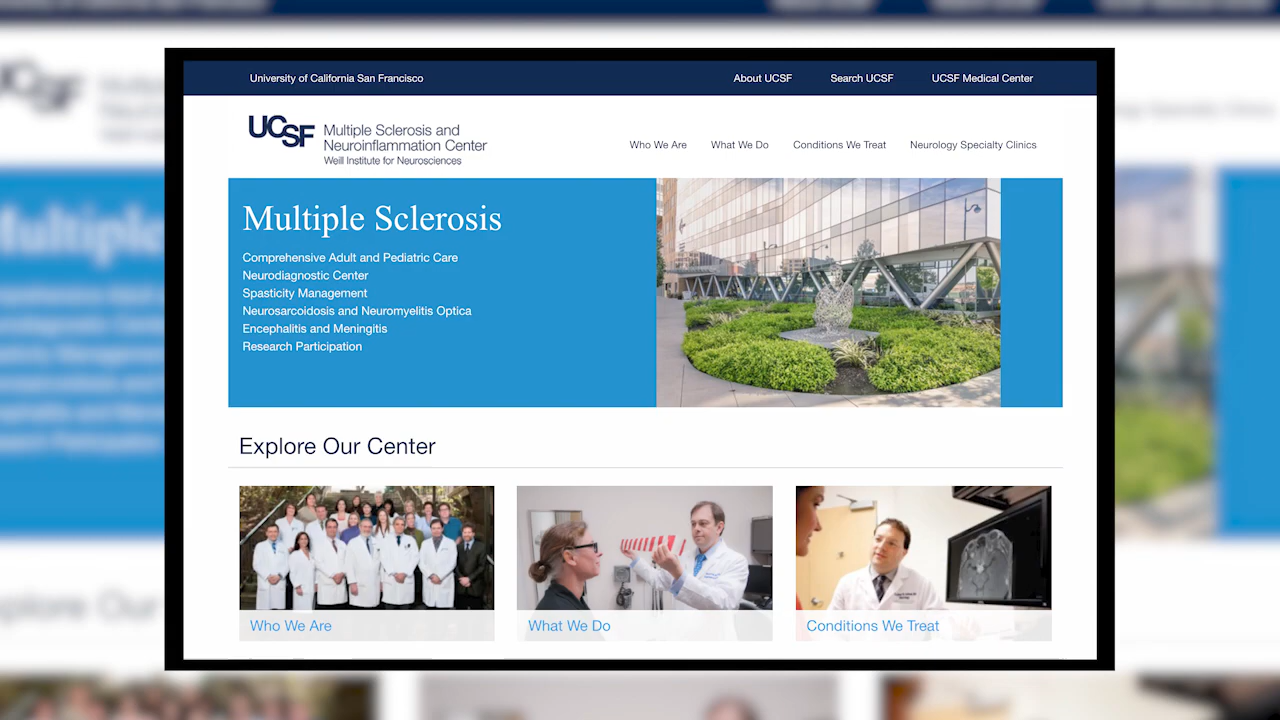 University of California San Francisco
About UCSF
Search UCSF
UCSF Medical Center
UCSF
Multiple Sclerosis and
Neuroinflammation Center
Weill Institute for Neurosciences
Who We Are
What We Do
Conditions We Treat
Neurology Specialty Clinics
Multiple Sclerosis
Comprehensive Adult and Pediatric Care
Neurodiagnostic Center
Spasticity Management
Neurosarcoidosis and Neuromyelitis Optica
Encephalitis and Meningitis
Research Participation
Explore Our Center
Who We Are
What We Do
Conditions We Treat